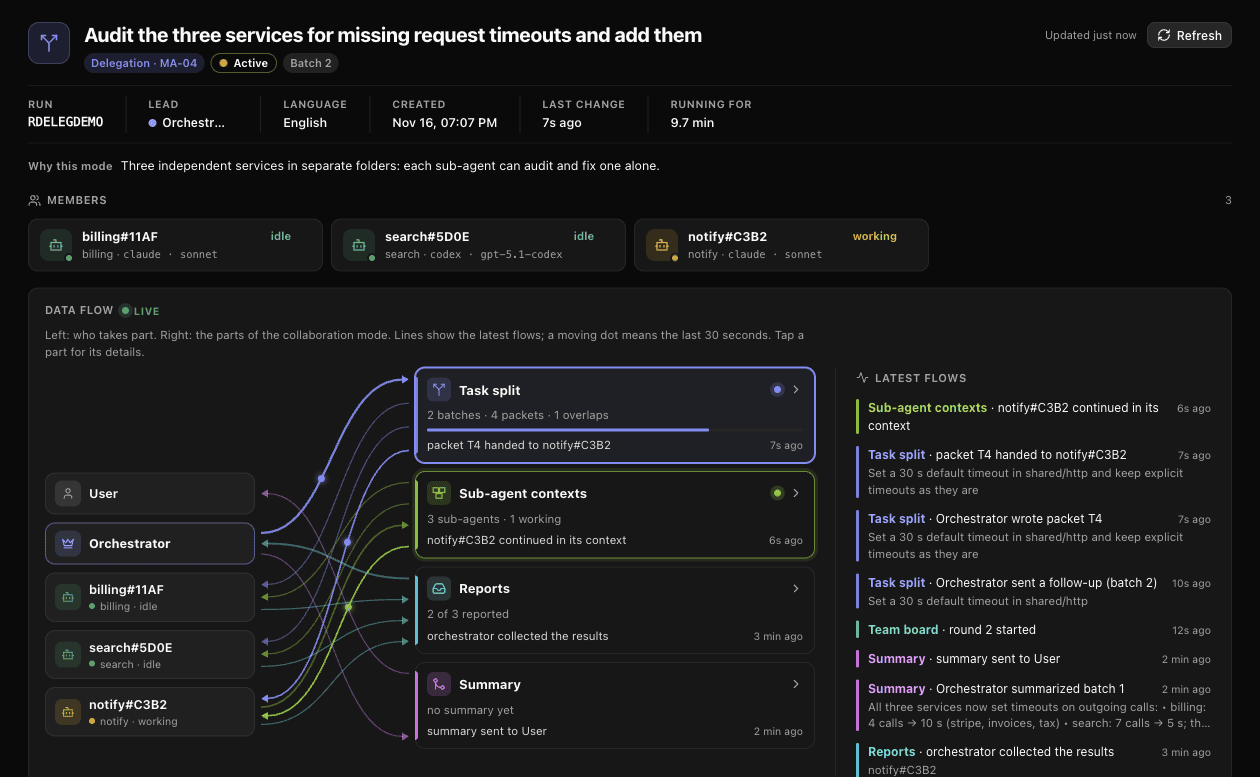 Audit the three services for missing request timeouts and add them
Updated just now
Refresh
Delegation · MA-04
Active
Batch 2
RUN
RDELEGDEMO
LEAD
Orchestr...
LANGUAGE
English
CREATED
Nov 16, 07:07 PM
LAST CHANGE
7s ago
RUNNING FOR
9.7 min
Why this mode Three independent services in separate folders: each sub-agent can audit and fix one alone.
MEMBERS
3
billing#11AF
idle
billing · claude · sonnet
search#5D0E
idle
search · codex · gpt-5.1-codex
notify#C3B2
working
notify · claude · sonnet
DATA FLOW
LIVE
Left: who takes part. Right: the parts of the collaboration mode. Lines show the latest flows; a moving dot means the last 30 seconds. Tap a
part for its details.
User
Orchestrator
billing#11AF
billing · idle
search#5D0E
search · idle
notify#C3B2
notify · working
Task split
2 batches · 4 packets · 1 overlaps
packet T4 handed to notify#C3B2
7s ago
Sub-agent contexts
3 sub-agents · 1 working
notify#C3B2 continued in its context
6s ago
Reports
2 of 3 reported
orchestrator collected the results
3 min ago
Summary
no summary yet
summary sent to User
2 min ago
LATEST FLOWS
Sub-agent contexts · notify#C3B2 continued in its
context
6s ago
Task split · packet T4 handed to notify#C3B2
7s ago
Set a 30 s default timeout in shared/http and keep explicit
timeouts as they are
Task split · Orchestrator wrote packet T4
7s ago
Set a 30 s default timeout in shared/http and keep explicit
timeouts as they are
Task split · Orchestrator sent a follow-up (batch 2)
10s ago
Set a 30 s default timeout in shared/http
Team board · round 2 started
12s ago
Summary · summary sent to User
2 min ago
Summary · Orchestrator summarized batch 1
2 min ago
All three services now set timeouts on outgoing calls: • billing:
4 calls → 10 s (stripe, invoices, tax) • search: 7 calls → 5 s; th...
Reports · orchestrator collected the results
3 min ago
notify#C3B2